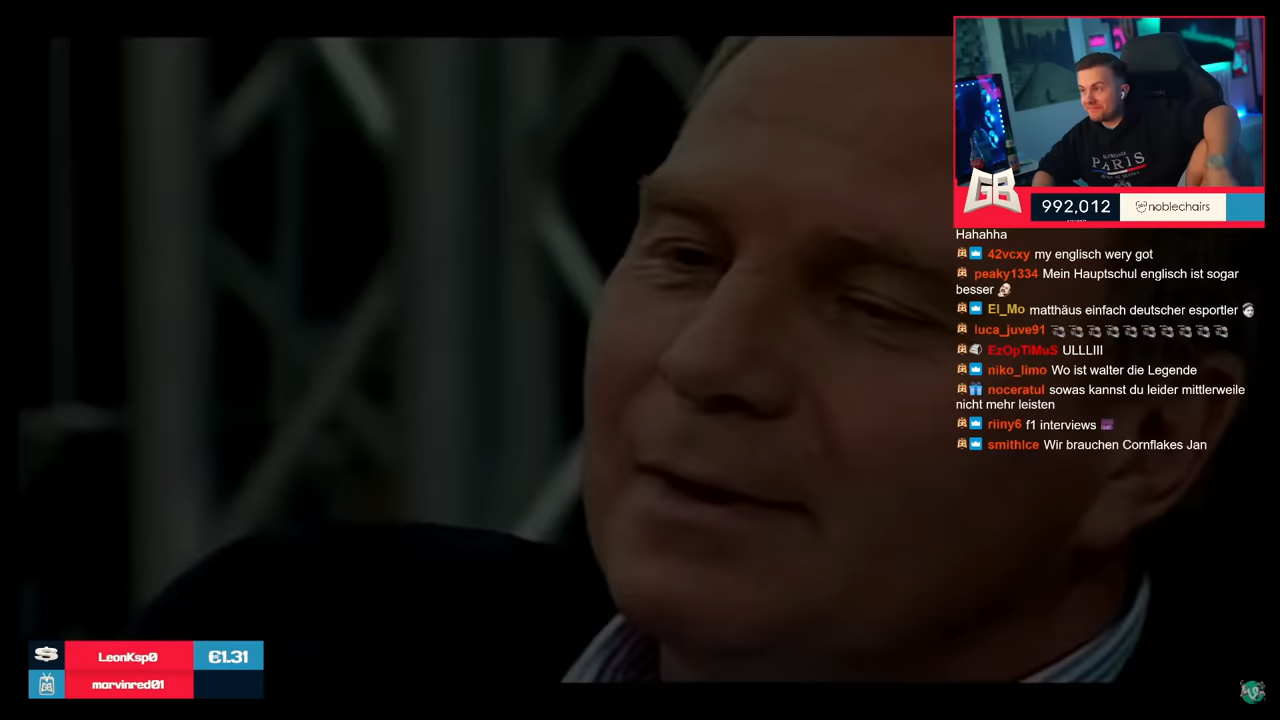 PARIS
GB
992,012
noblechairs
Hahahha
42vcxy my englisch wery got
peaky1334 Mein Hauptschul englisch ist sogar
besser
El_Mo matthäus einfach deutscher esportler
luca_juve91
EzOpTiMuS ULLLIII
niko_limo Wo ist walter die Legende
noceratul sowas kannst du leider mittlerweile
nicht mehr leisten
riiny6 f1 interviews
smithIce Wir brauchen Cornflakes Jan
LeonKsp0 €1.31
marvinred01